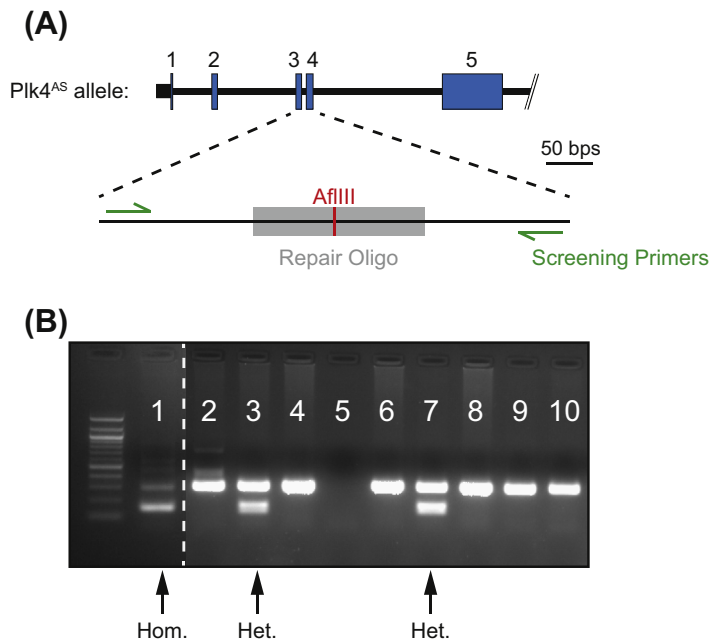 (A)
1 2 3 4 5
Plk4AS allele:
50 bps
AflIII
Repair Oligo
Screening Primers
(B)
1 2 3 4 5 6 7 8 9 10
Hom. Het. Het.